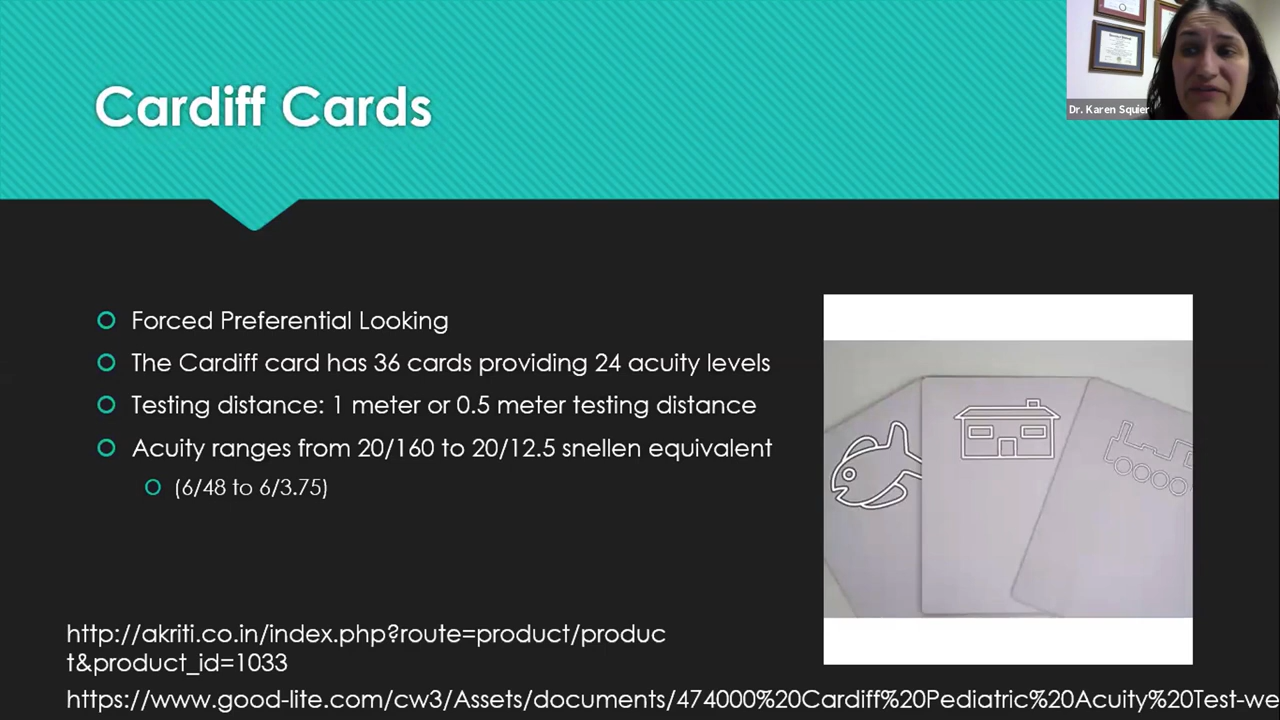 Cardiff Cards
Dr. Karen Squier
Forced Preferential Looking
The Cardiff card has 36 cards providing 24 acuity levels
Testing distance: 1 meter or 0.5 meter testing distance
Acuity ranges from 20/160 to 20/12.5 snellen equivalent
(6/48 to 6/3.75)
http://akriti.co.in/index.php?route=product/produc
t&product_id=1033
https://www.good-lite.com/cw3/Assets/documents/474000%20Cardiff%20Pediatric%20Acuity%20Test-we